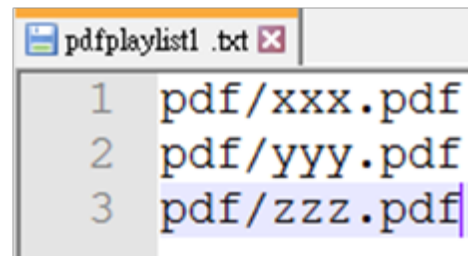 pdfplaylist1 .txt
1 pdf/xxx.pdf
2 pdf/yyy.pdf
3 pdf/zzz.pdf